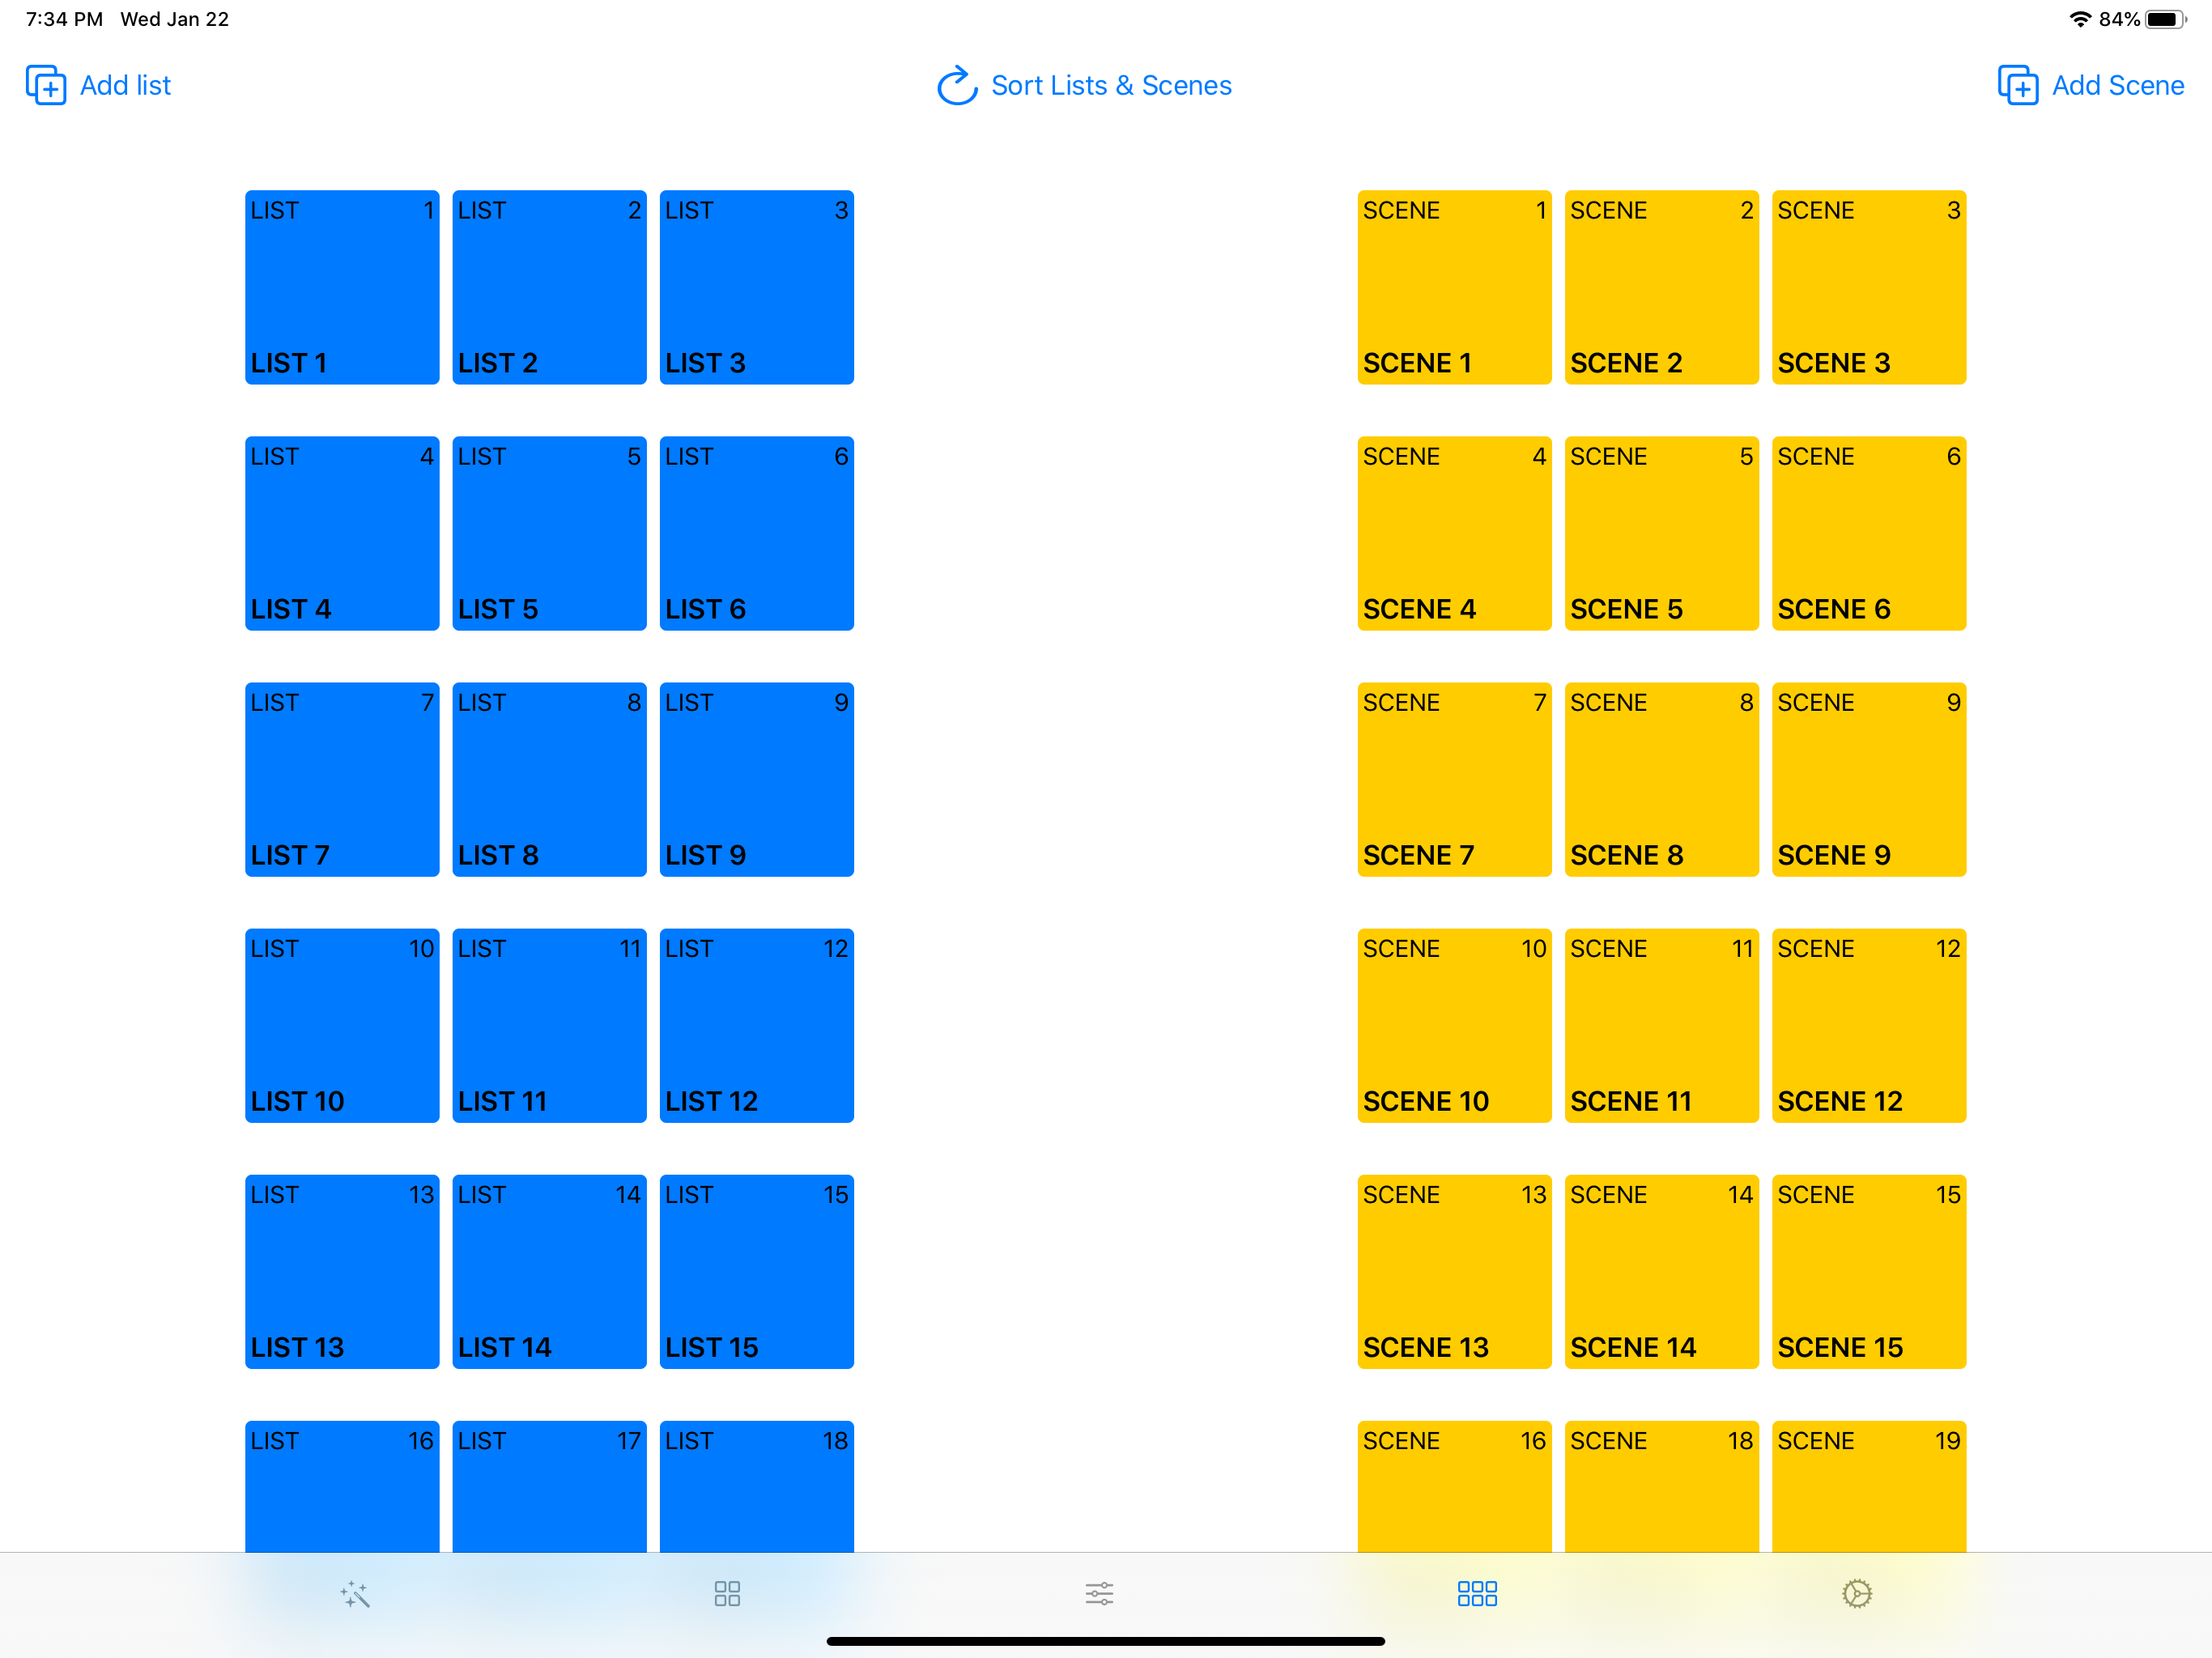 7:34 PM Wed Jan 22 84%
Add list Sort Lists & Scenes Add Scene
LIST 1 LIST 2 LIST 3 SCENE 1 SCENE 2 SCENE 3
LIST 1 LIST 2 LIST 3 SCENE 1 SCENE 2 SCENE 3
LIST 4 LIST 5 LIST 6 SCENE 4 SCENE 5 SCENE 6
LIST 4 LIST 5 LIST 6 SCENE 4 SCENE 5 SCENE 6
LIST 7 LIST 8 LIST 9 SCENE 7 SCENE 8 SCENE 9
LIST 7 LIST 8 LIST 9 SCENE 7 SCENE 8 SCENE 9
LIST 10 LIST 11 LIST 12 SCENE 10 SCENE 11 SCENE 12
LIST 10 LIST 11 LIST 12 SCENE 10 SCENE 11 SCENE 12
LIST 13 LIST 14 LIST 15 SCENE 13 SCENE 14 SCENE 15
LIST 13 LIST 14 LIST 15 SCENE 13 SCENE 14 SCENE 15
LIST 16 LIST 17 LIST 18 SCENE 16 SCENE 18 SCENE 19